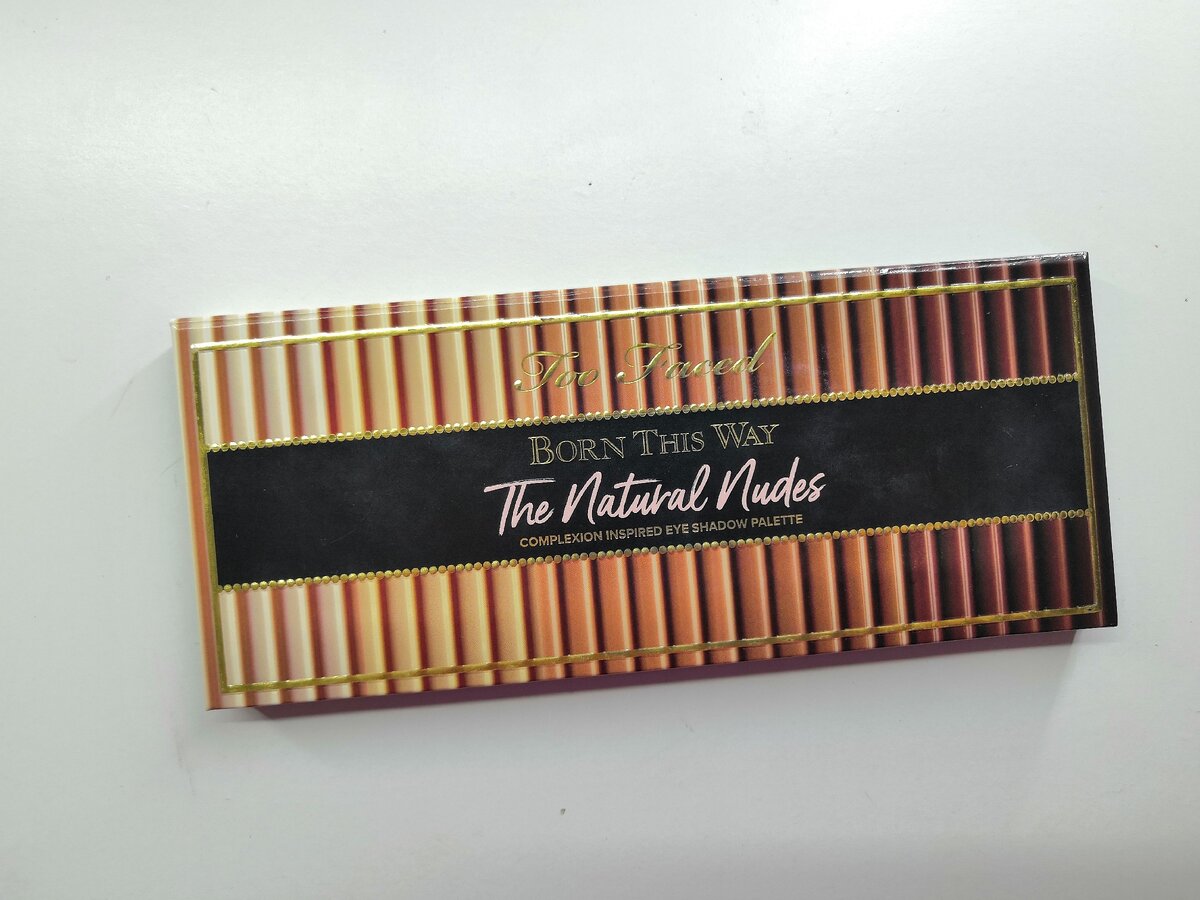 Too Faced
BORN THIS WAY
The Natural Nudes
COMPLEXION INSPIRED EYE SHADOW PALETTE